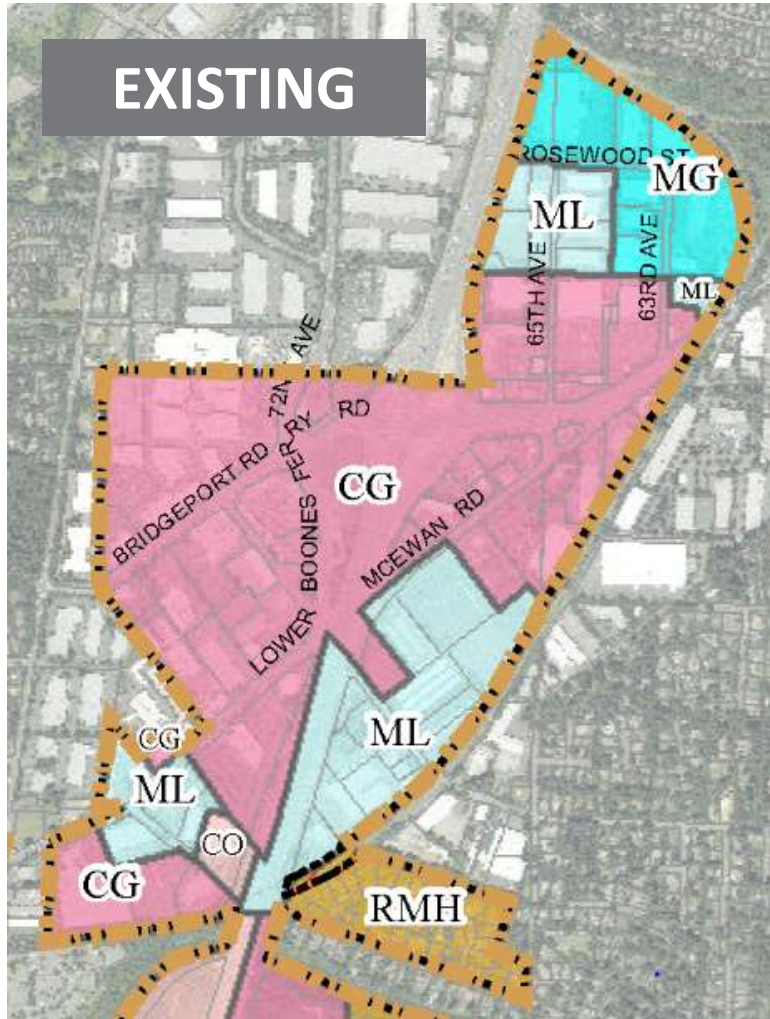 EXISTING
ROSEWOOD ST
MG
ML
65TH AVE
63RD AVE
ML
72N AVE
BRIDGEPORT RD
LOWER BOONES FERRY RD
CG
MCEWAN RD
ML
CG
ML
CO
CG
RMH